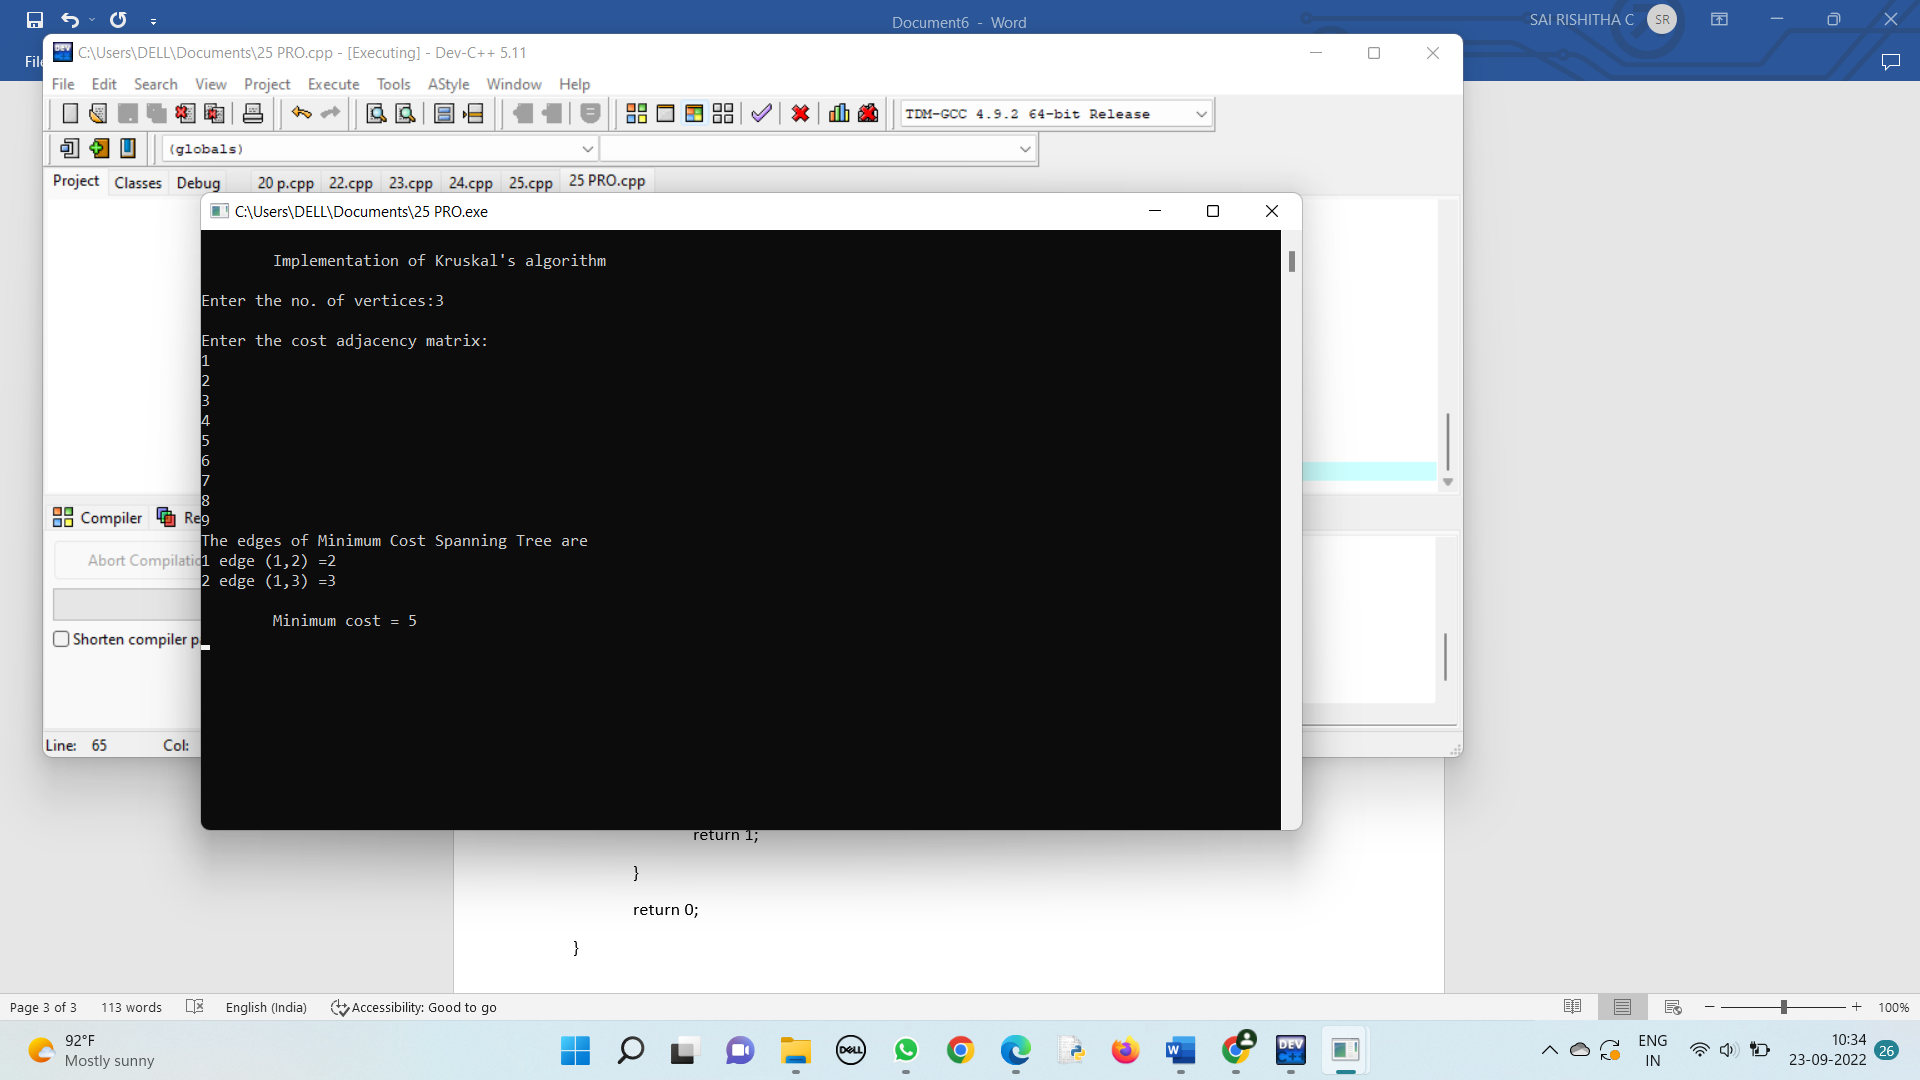 Document6 - Word
SAI RISHITHA C
SR
C:\Users\DELL\Documents\25 PRO.cpp - [Executing] - Dev-C++ 5.11
File Edit Search View Project Execute Tools AStyle Window Help
TDM-GCC 4.9.2 64-bit Release
(globals)
Project Classes Debug
20 p.cpp 22.cpp 23.cpp 24.cpp 25.cpp 25 PRO.cpp
C:\Users\DELL\Documents\25 PRO.exe
Implementation of Kruskal's algorithm
Enter the no. of vertices:3
Enter the cost adjacency matrix:
1
2
3
4
5
6
7
8
9
The edges of Minimum Cost Spanning Tree are
1 edge (1,2) =2
2 edge (1,3) =3
Minimum cost = 5
Compiler
Abort
Shorten compiler
Line: 65 Col:
return 1;
}
return 0;
}
Page 3 of 3 113 words English (India) Accessibility: Good to go
100%
92°F
Mostly sunny
DELL
DEV C++
ENG
IN
10:34
23-09-2022
26